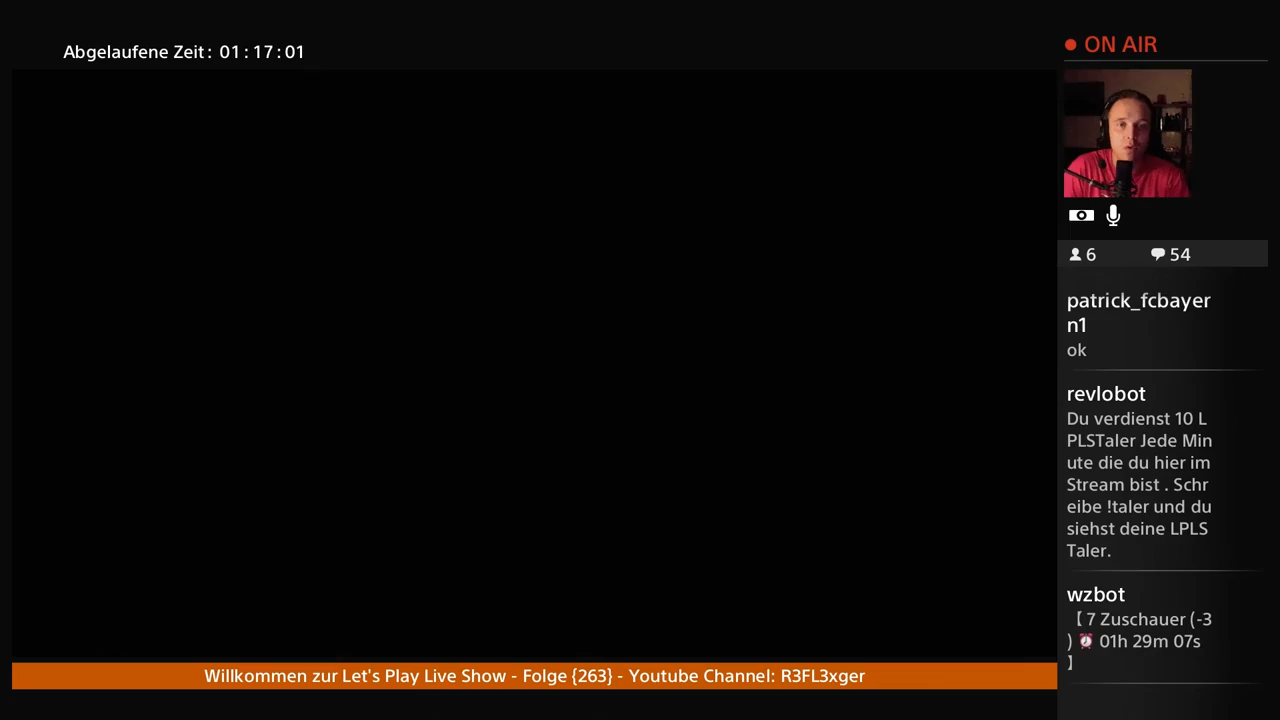 Abgelaufene Zeit: 01:17:01
ON AIR
6
54
patrick_fcbayer
n1
ok
revlobot
Du verdienst 10 L
PLSTaler Jede Min
ute die du hier im
Stream bist . Schr
eibe !taler und du
siehst deine LPLS
Taler.
wzbot
【 7 Zuschauer (-3
) ⏰ 01h 29m 07s
】
Willkommen zur Let's Play Live Show - Folge {263} - Youtube Channel: R3FL3xger